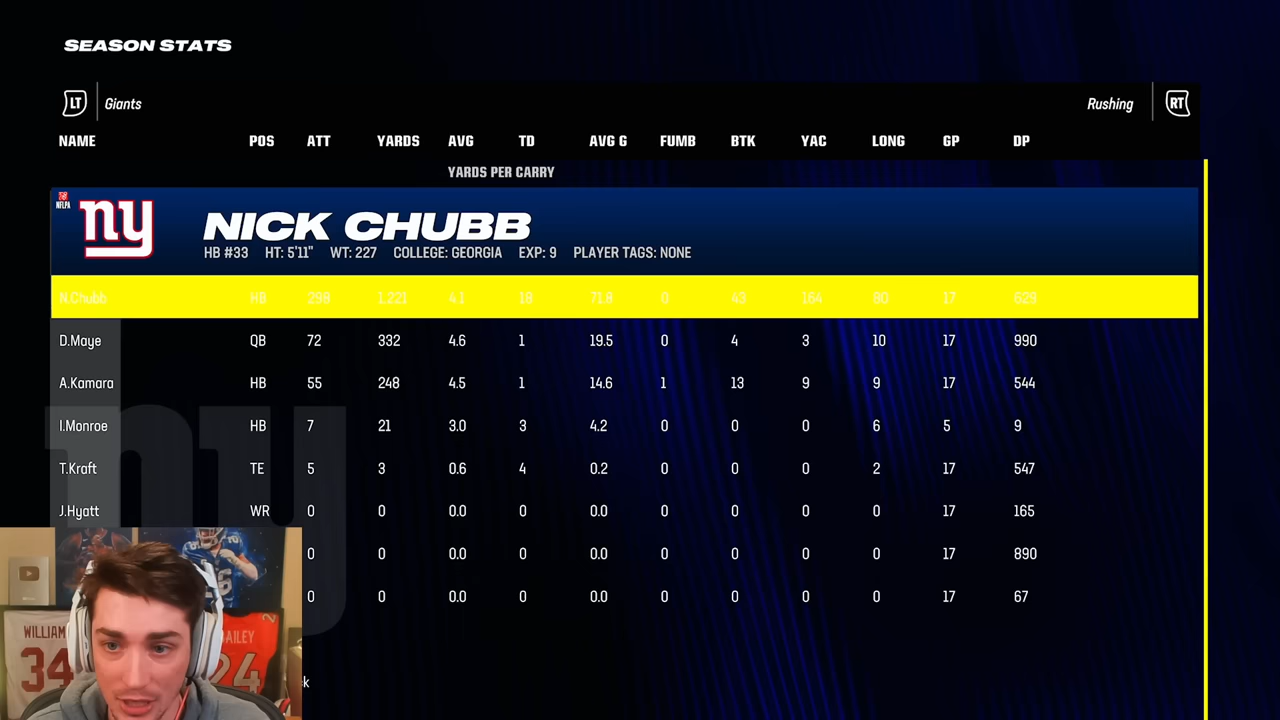 SEASON STATS
LT Giants Rushing RT
NAME POS ATT YARDS AVG TD AVG G FUMB BTK YAC LONG GP DP
YARDS PER CARRY
NFLPA
ny
NICK CHUBB
HB #33 HT: 5'11" WT: 227 COLLEGE: GEORGIA EXP: 9 PLAYER TAGS: NONE
N.Chubb HB 298 1,221 4.1 18 71.8 0 43 164 80 17 629
D.Maye QB 72 332 4.6 1 19.5 0 4 3 10 17 990
A.Kamara HB 55 248 4.5 1 14.6 1 13 9 9 17 544
I.Monroe HB 7 21 3.0 3 4.2 0 0 0 6 5 9
T.Kraft TE 5 3 0.6 4 0.2 0 0 0 2 17 547
J.Hyatt WR 0 0 0.0 0 0.0 0 0 0 0 17 165
0 0 0.0 0 0.0 0 0 0 0 17 890
0 0 0.0 0 0.0 0 0 0 0 17 67
WILLIAM
34
AILEY
24
26
k